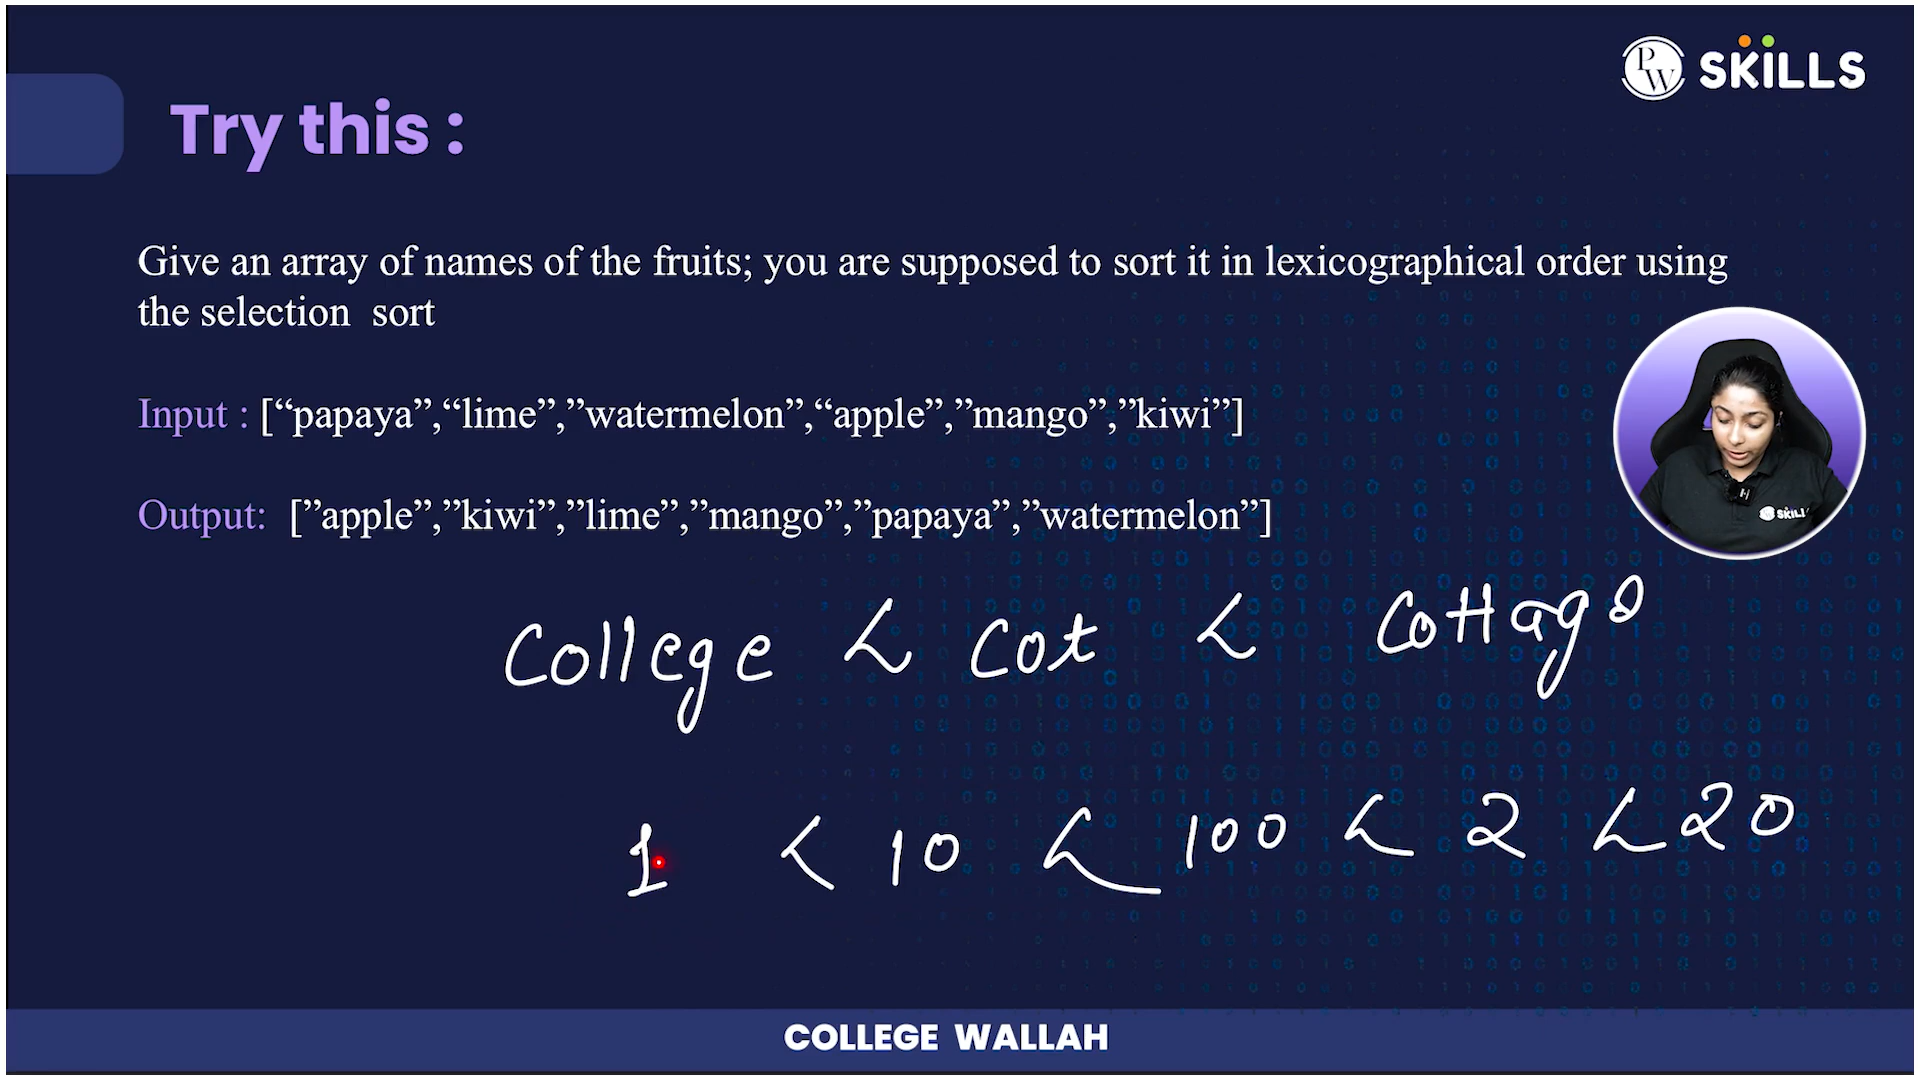 PW SKILLS
Try this :
Give an array of names of the fruits; you are supposed to sort it in lexicographical order using
the selection sort
Input : [“papaya”,“lime”,”watermelon”,“apple”,”mango”,”kiwi”]
Output: [”apple”,”kiwi”,”lime”,”mango”,”papaya”,”watermelon”]
SKILL
College < Cot < Cottage
1 < 10 < 100 < 2 < 20
COLLEGE WALLAH